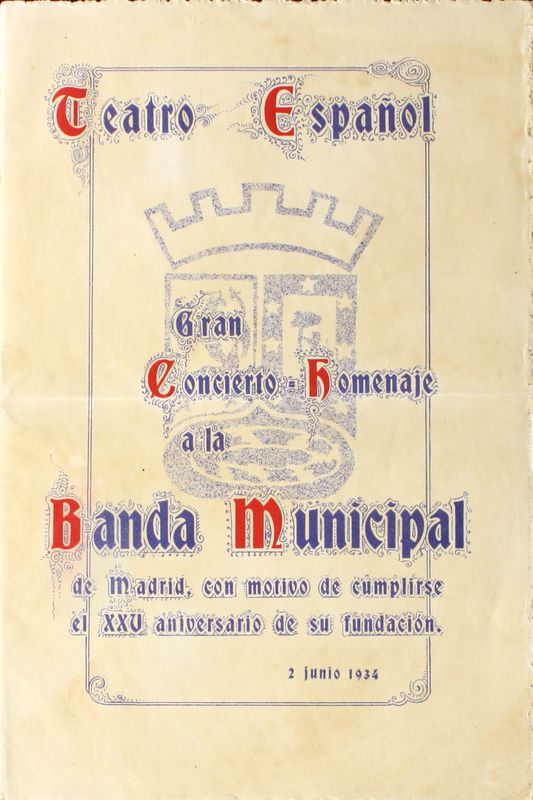 Teatro Español
Gran
Concierto = Homenaje
a la
Banda Municipal
de Madrid, con motivo de cumplirse
el XXV aniversario de su fundación.
2 junio 1934